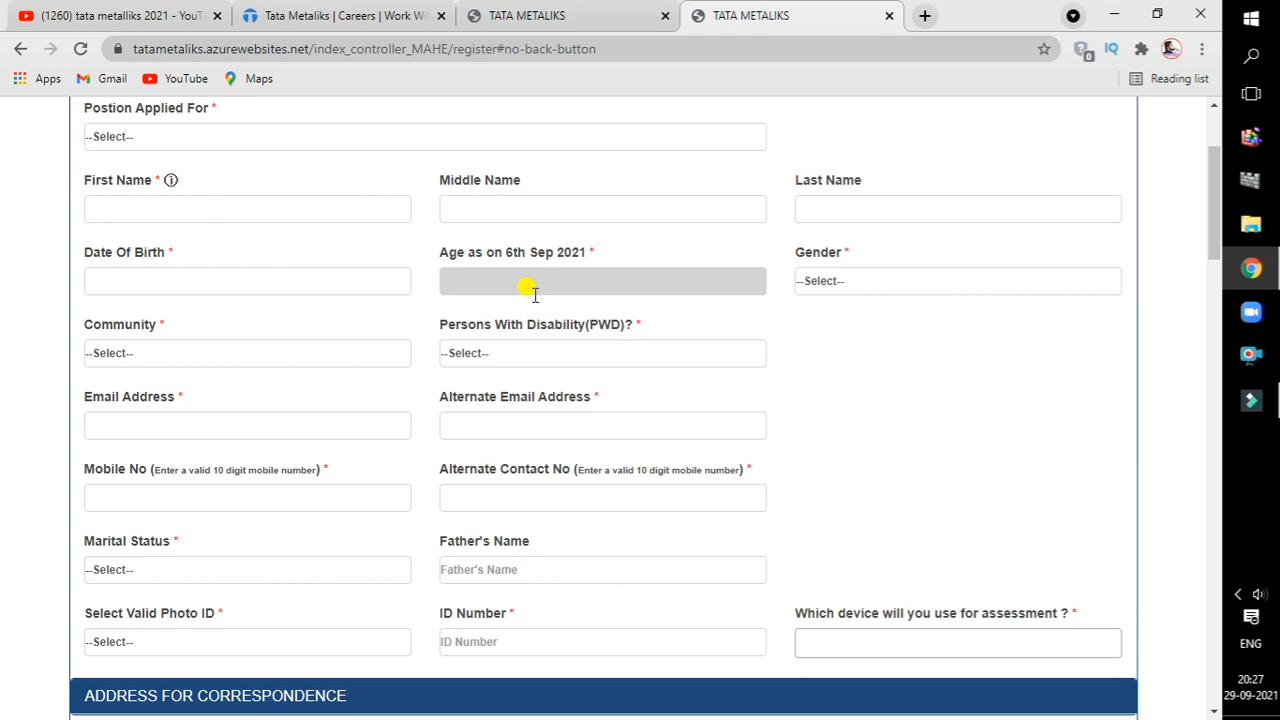 (1260) tata metalliks 2021 - YouT
Tata Metaliks | Careers | Work Wi
TATA METALIKS
TATA METALIKS
tatametaliks.azurewebsites.net/index_controller_MAHE/register#no-back-button
0
IQ
Apps
Gmail
YouTube
Maps
Reading list
Postion Applied For *
--Select--
First Name *
Middle Name
Last Name
Date Of Birth *
Age as on 6th Sep 2021 *
Gender *
--Select--
Community *
Persons With Disability(PWD)? *
--Select--
--Select--
Email Address *
Alternate Email Address *
Mobile No (Enter a valid 10 digit mobile number) *
Alternate Contact No (Enter a valid 10 digit mobile number) *
Marital Status *
Father's Name
--Select--
Father's Name
Select Valid Photo ID *
ID Number *
Which device will you use for assessment ? *
--Select--
ID Number
ADDRESS FOR CORRESPONDENCE
ENG
20:27
29-09-2021